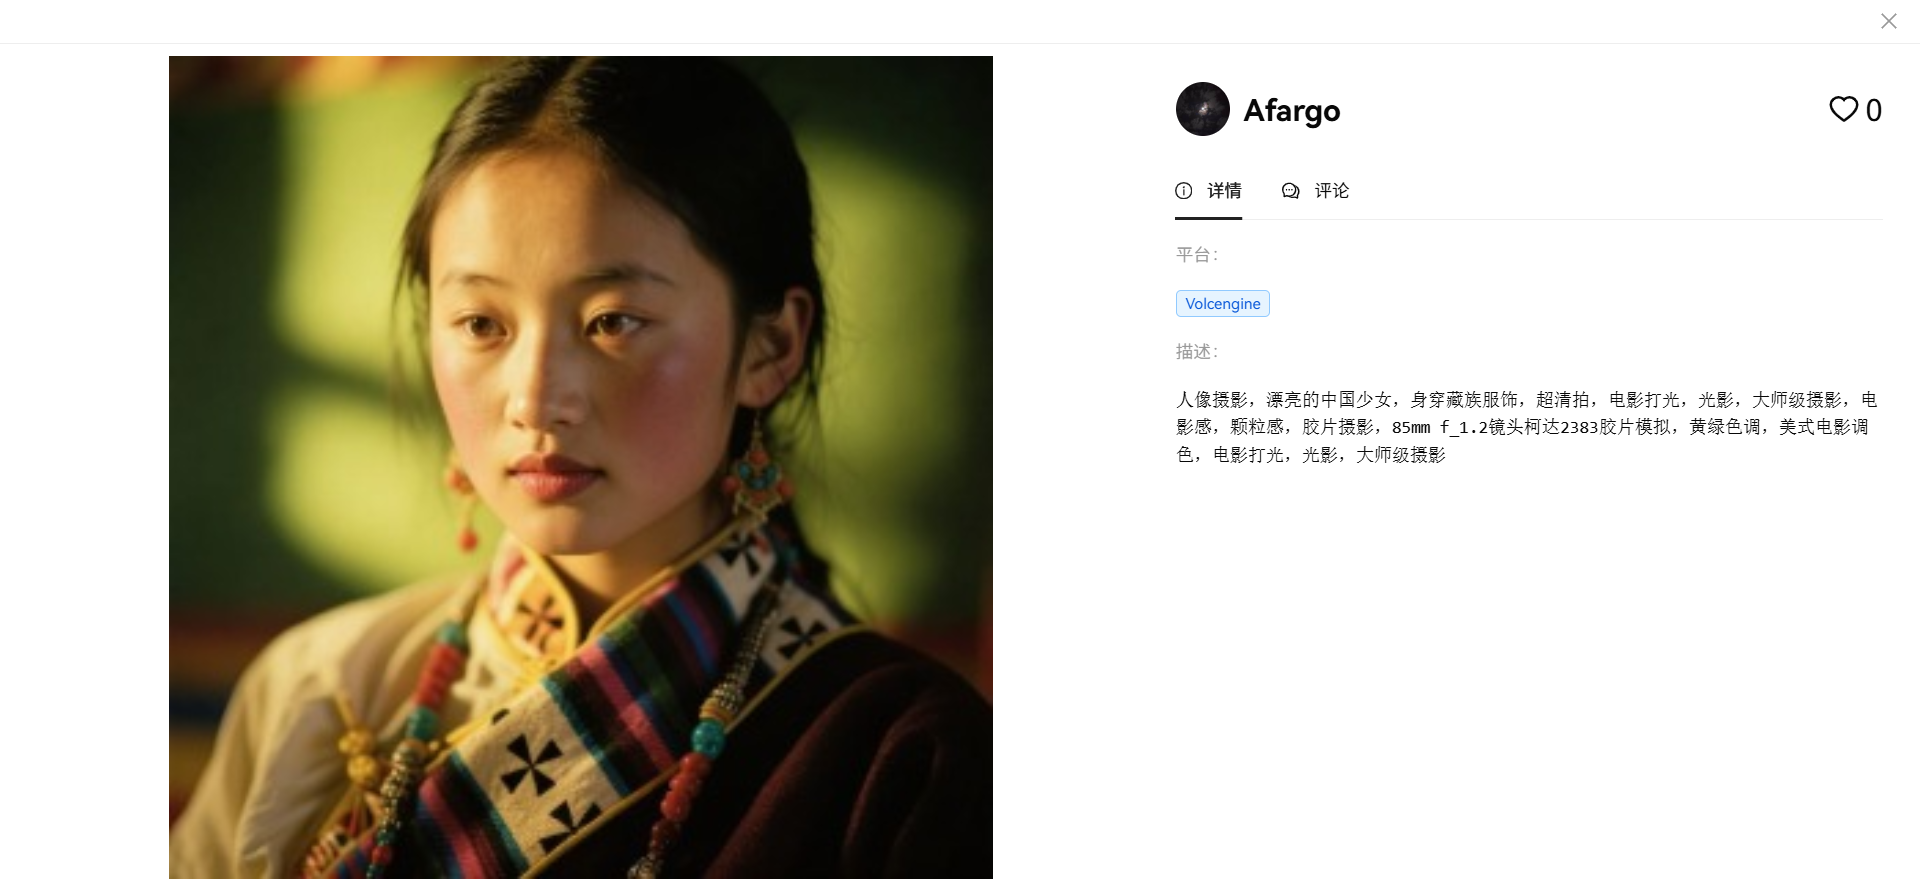 Afargo
0
详情
评论
平台:
Volcengine
描述:
人像摄影，漂亮的中国少女，身穿藏族服饰，超清拍，电影打光，光影，大师级摄影，电
影感，颗粒感，胶片摄影，85mm f_1.2镜头柯达2383胶片模拟，黄绿色调，美式电影调
色，电影打光，光影，大师级摄影